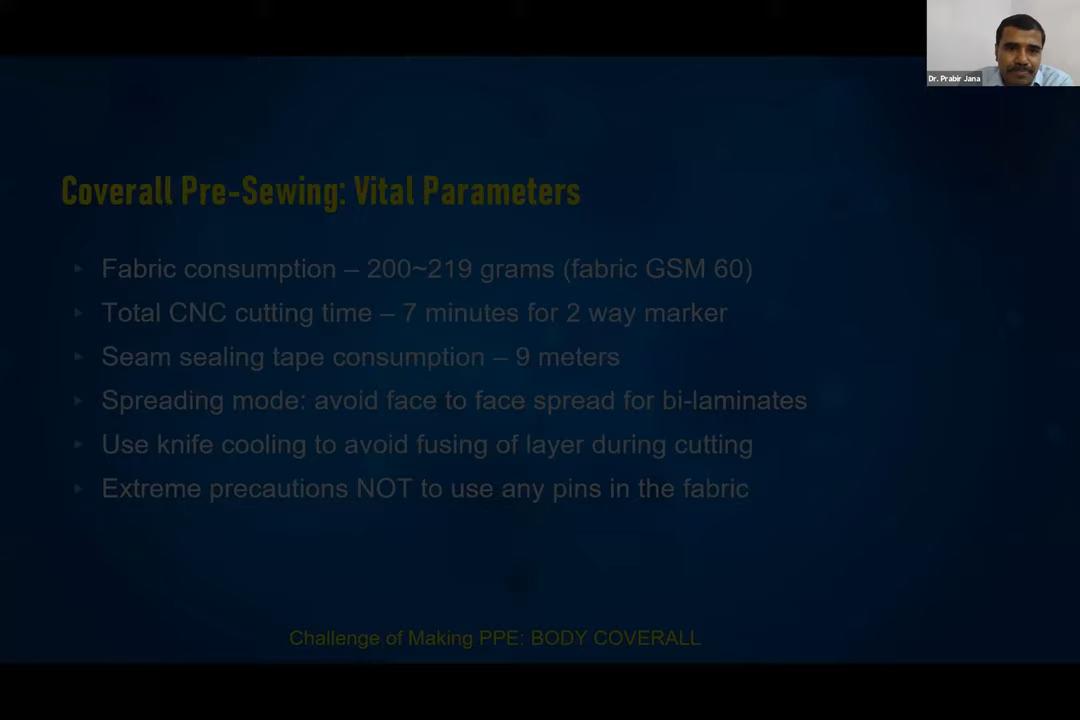 Dr. Prabir Jana
Coverall Pre-Sewing: Vital Parameters
Fabric consumption – 200~219 grams (fabric GSM 60)
Total CNC cutting time – 7 minutes for 2 way marker
Seam sealing tape consumption – 9 meters
Spreading mode: avoid face to face spread for bi-laminates
Use knife cooling to avoid fusing of layer during cutting
Extreme precautions NOT to use any pins in the fabric
Challenge of Making PPE: BODY COVERALL